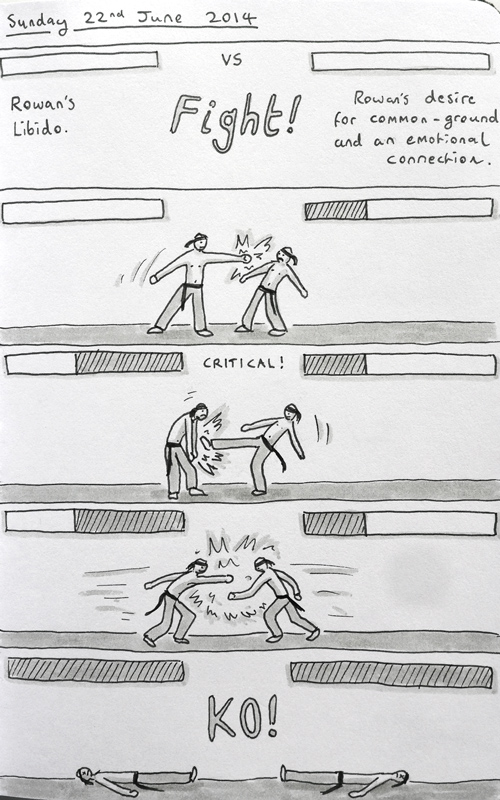 Sunday 22nd June 2014
VS
Rowan's
Libido.
Fight!
Rowan's desire
for common-ground
and an emotional
connection.
CRITICAL!
KO!